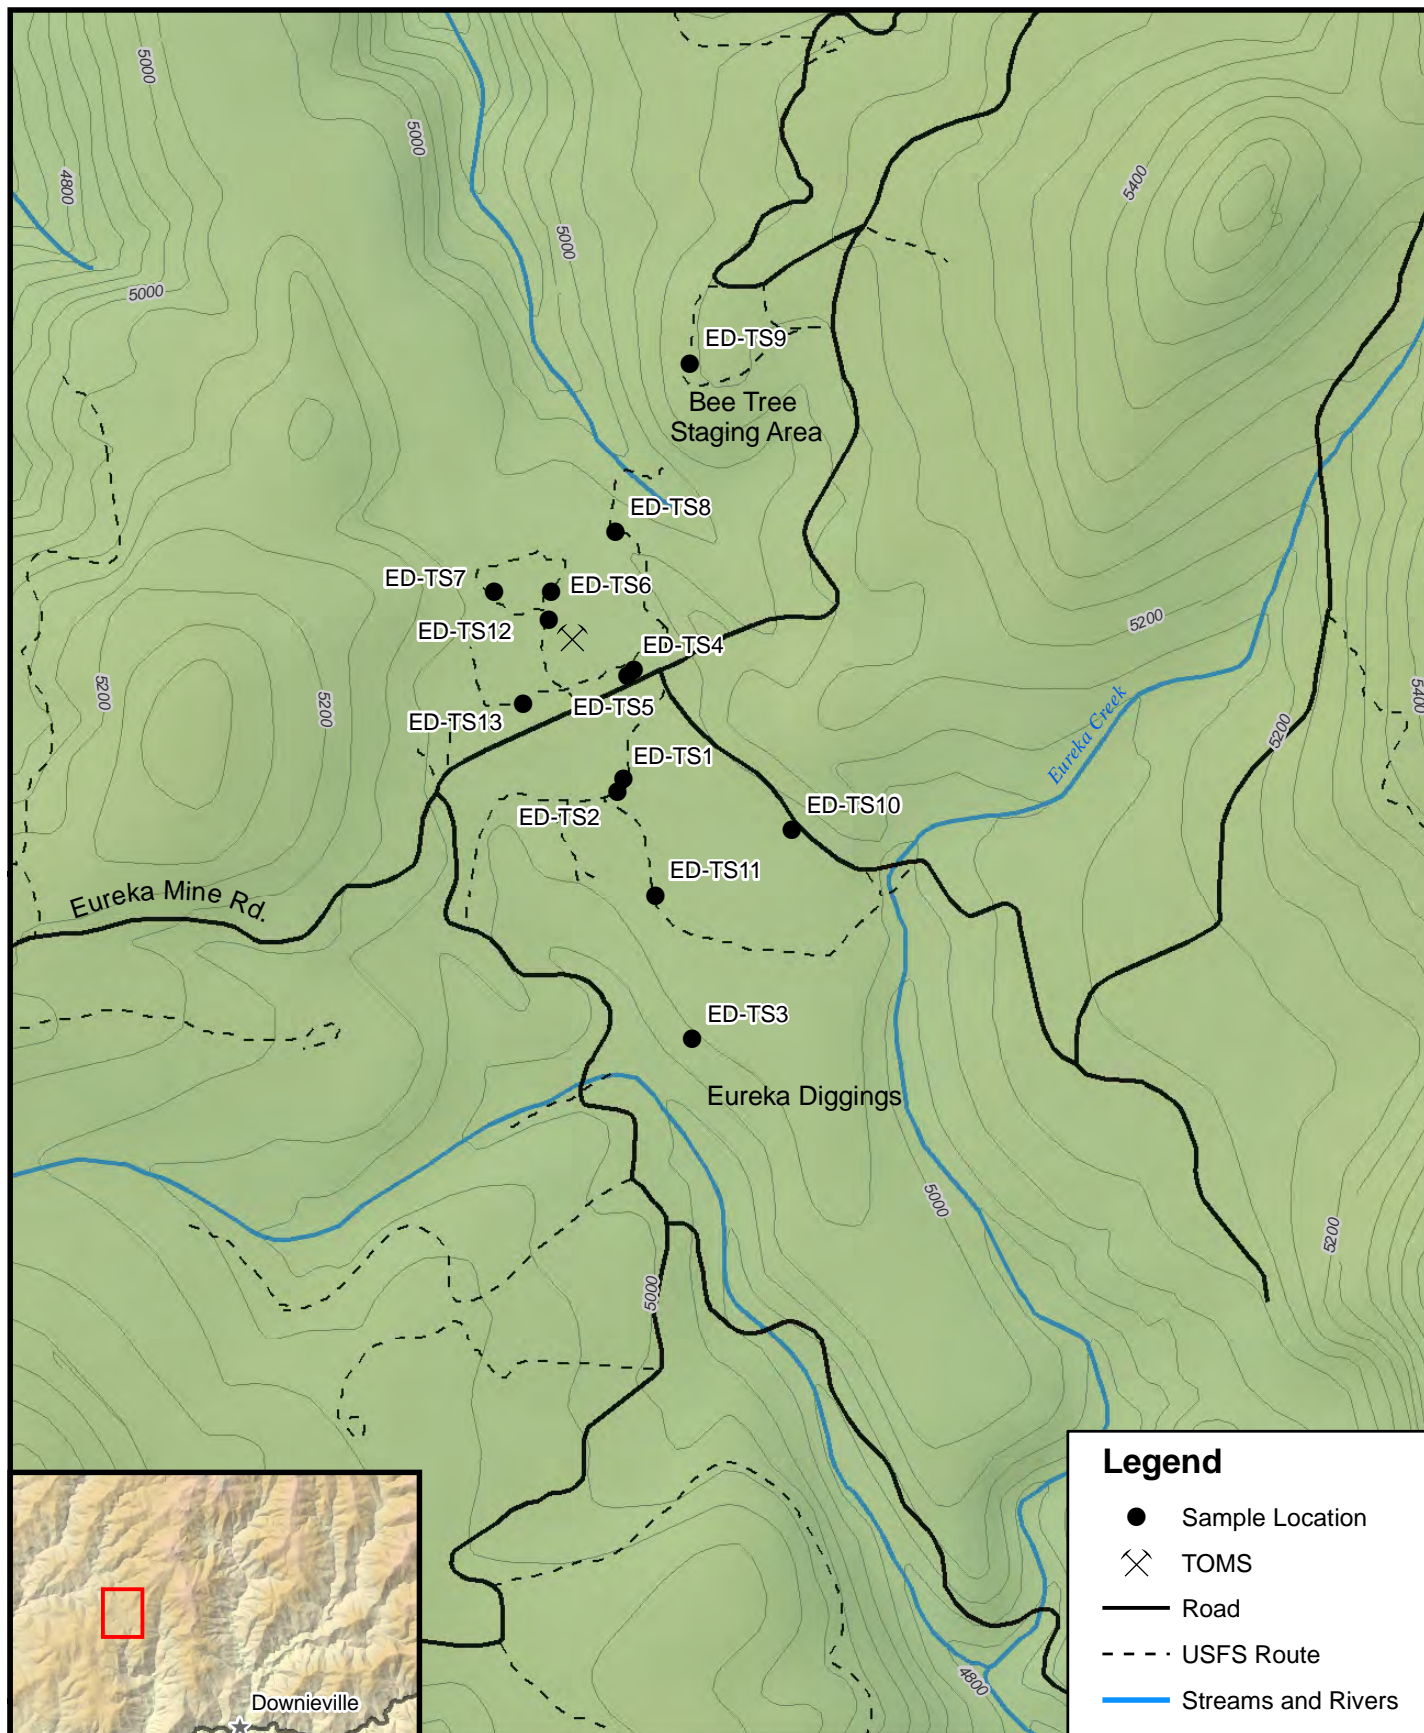 5000
5000
4800
5400
5000
5000
ED-TS9
Bee Tree
Staging Area
ED-TS8
ED-TS7
ED-TS6
ED-TS12
5200
ED-TS4
5200
5200
5400
ED-TS5
ED-TS13
Eureka Creek
5200
ED-TS1
ED-TS2
ED-TS10
ED-TS11
Eureka Mine Rd.
ED-TS3
Eureka Diggings
5000
5200
5000
4800
Downieville
Legend
Sample Location
TOMS
Road
USFS Route
Streams and Rivers